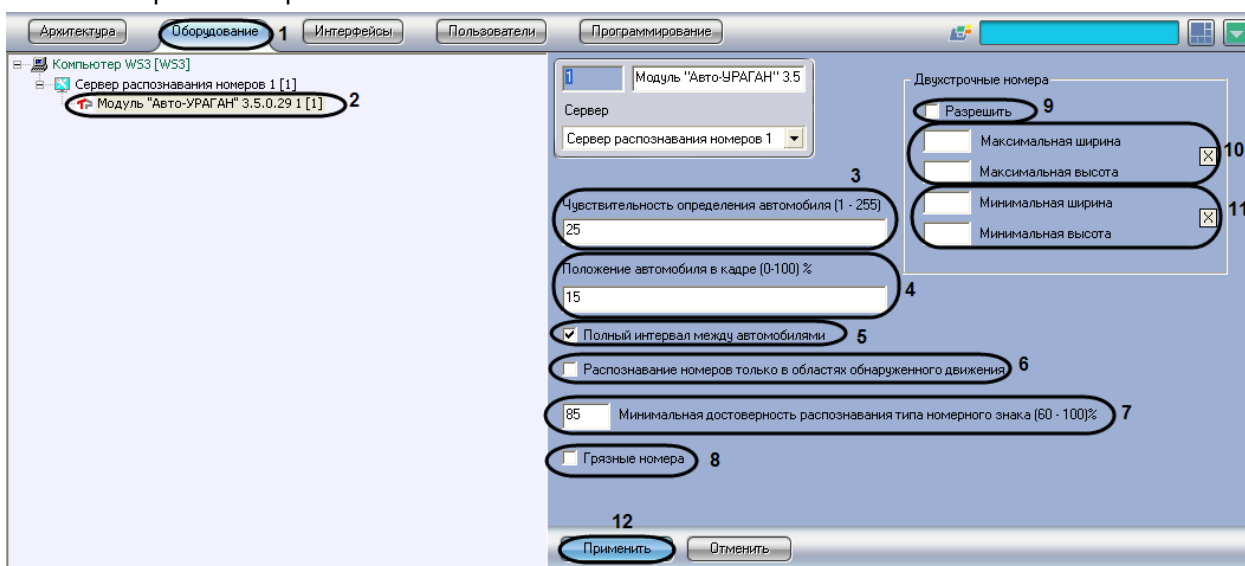 Архитектура Оборудование 1 Интерфейсы Пользователи Программирование
Компьютер WS3 [WS3]
Сервер распознавания номеров 1 [1]
Модуль "Авто-УРАГАН" 3.5.0.29 1 [1] 2
1 Модуль "Авто-УРАГАН" 3.5
Сервер
Сервер распознавания номеров 1
3
Чувствительность определения автомобиля (1 - 255)
25
Положение автомобиля в кадре (0-100) %
15
4
Полный интервал между автомобилями 5
Распознавание номеров только в областях обнаруженного движения 6
85 Минимальная достоверность распознавания типа номерного знака (60 - 100)% 7
Грязные номера 8
Двухстрочные номера
Разрешить 9
Максимальная ширина
X 10
Максимальная высота
Минимальная ширина
X 11
Минимальная высота
12
Применить Отменить